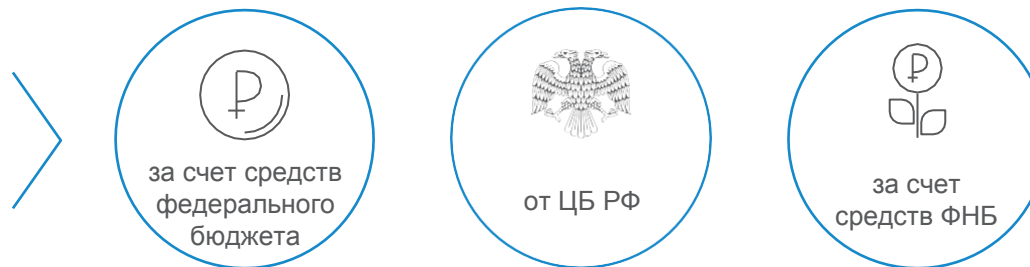 за счет средств
федерального
бюджета
от ЦБ РФ
за счет
средств ФНБ